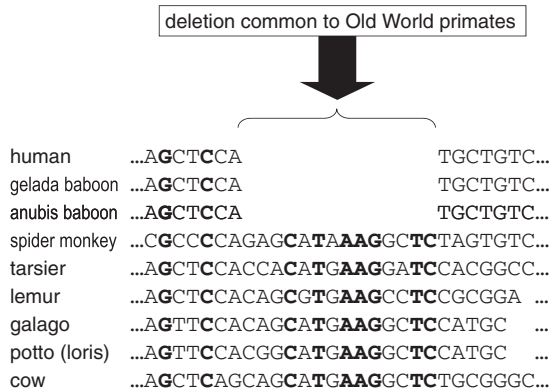 deletion common to Old World primates
human ...AGCTCCA TGCTGTC...
gelada baboon ...AGCTCCA TGCTGTC...
anubis baboon ...AGCTCCA TGCTGTC...
spider monkey ...CGCCCCAGAGCATAAAGGCTCTAGTGTC...
tarsier ...AGCTCCACCACATGAAGGATCCACGGCC...
lemur ...AGCTCCACAGCGTGAAGCCTCCGCGGA ...
galago ...AGTTCCACAGCATGAAGGCTCCATGC ...
potto (loris) ...AGTTCCACGGCATGAAGGCTCCATGC ...
cow ...AGCTCAGCAGCATGAAGGCTCTGCGGGC...